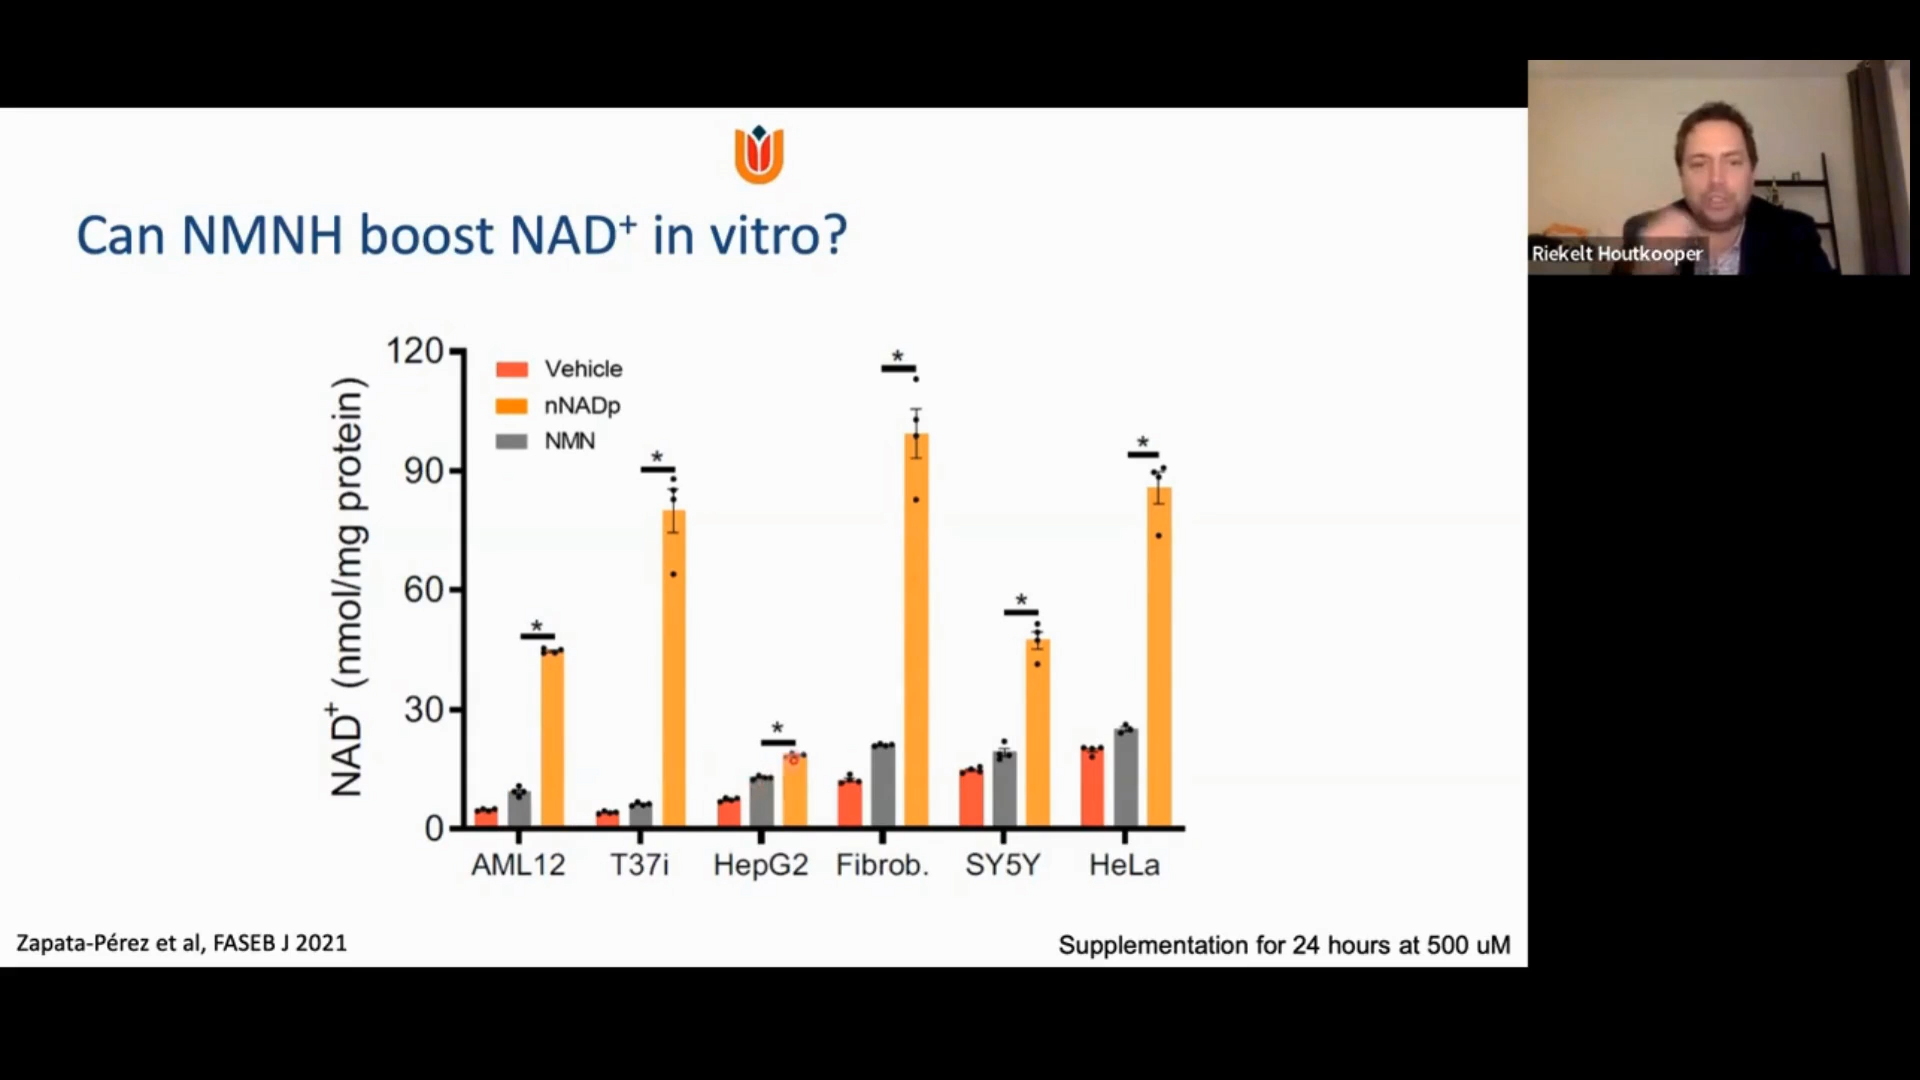 Can NMNH boost NAD⁺ in vitro?
Riekelt Houtkooper
NAD⁺ (nmol/mg protein)
120
90
60
30
0
Vehicle
nNADp
NMN
*
*
*
*
*
*
AML12
T37i
HepG2
Fibrob.
SY5Y
HeLa
Zapata-Pérez et al, FASEB J 2021
Supplementation for 24 hours at 500 uM